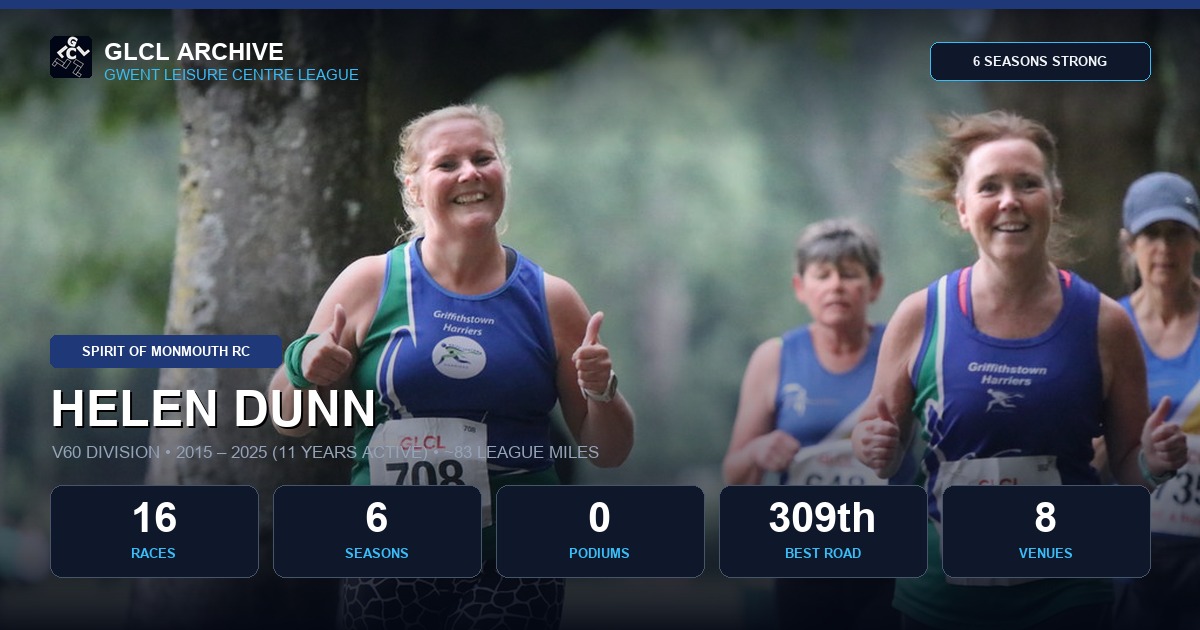 GLCL ARCHIVE
GWENT LEISURE CENTRE LEAGUE
6 SEASONS STRONG
Griffithstown
Harriers
Griffithstown
Harriers
SPIRIT OF MONMOUTH RC
HELEN DUNN
V60 DIVISION • 2015 – 2025 (11 YEARS ACTIVE) • ~83 LEAGUE MILES
708
GLCL
708
GLCL
16
RACES
6
SEASONS
0
PODIUMS
309th
BEST ROAD
8
VENUES